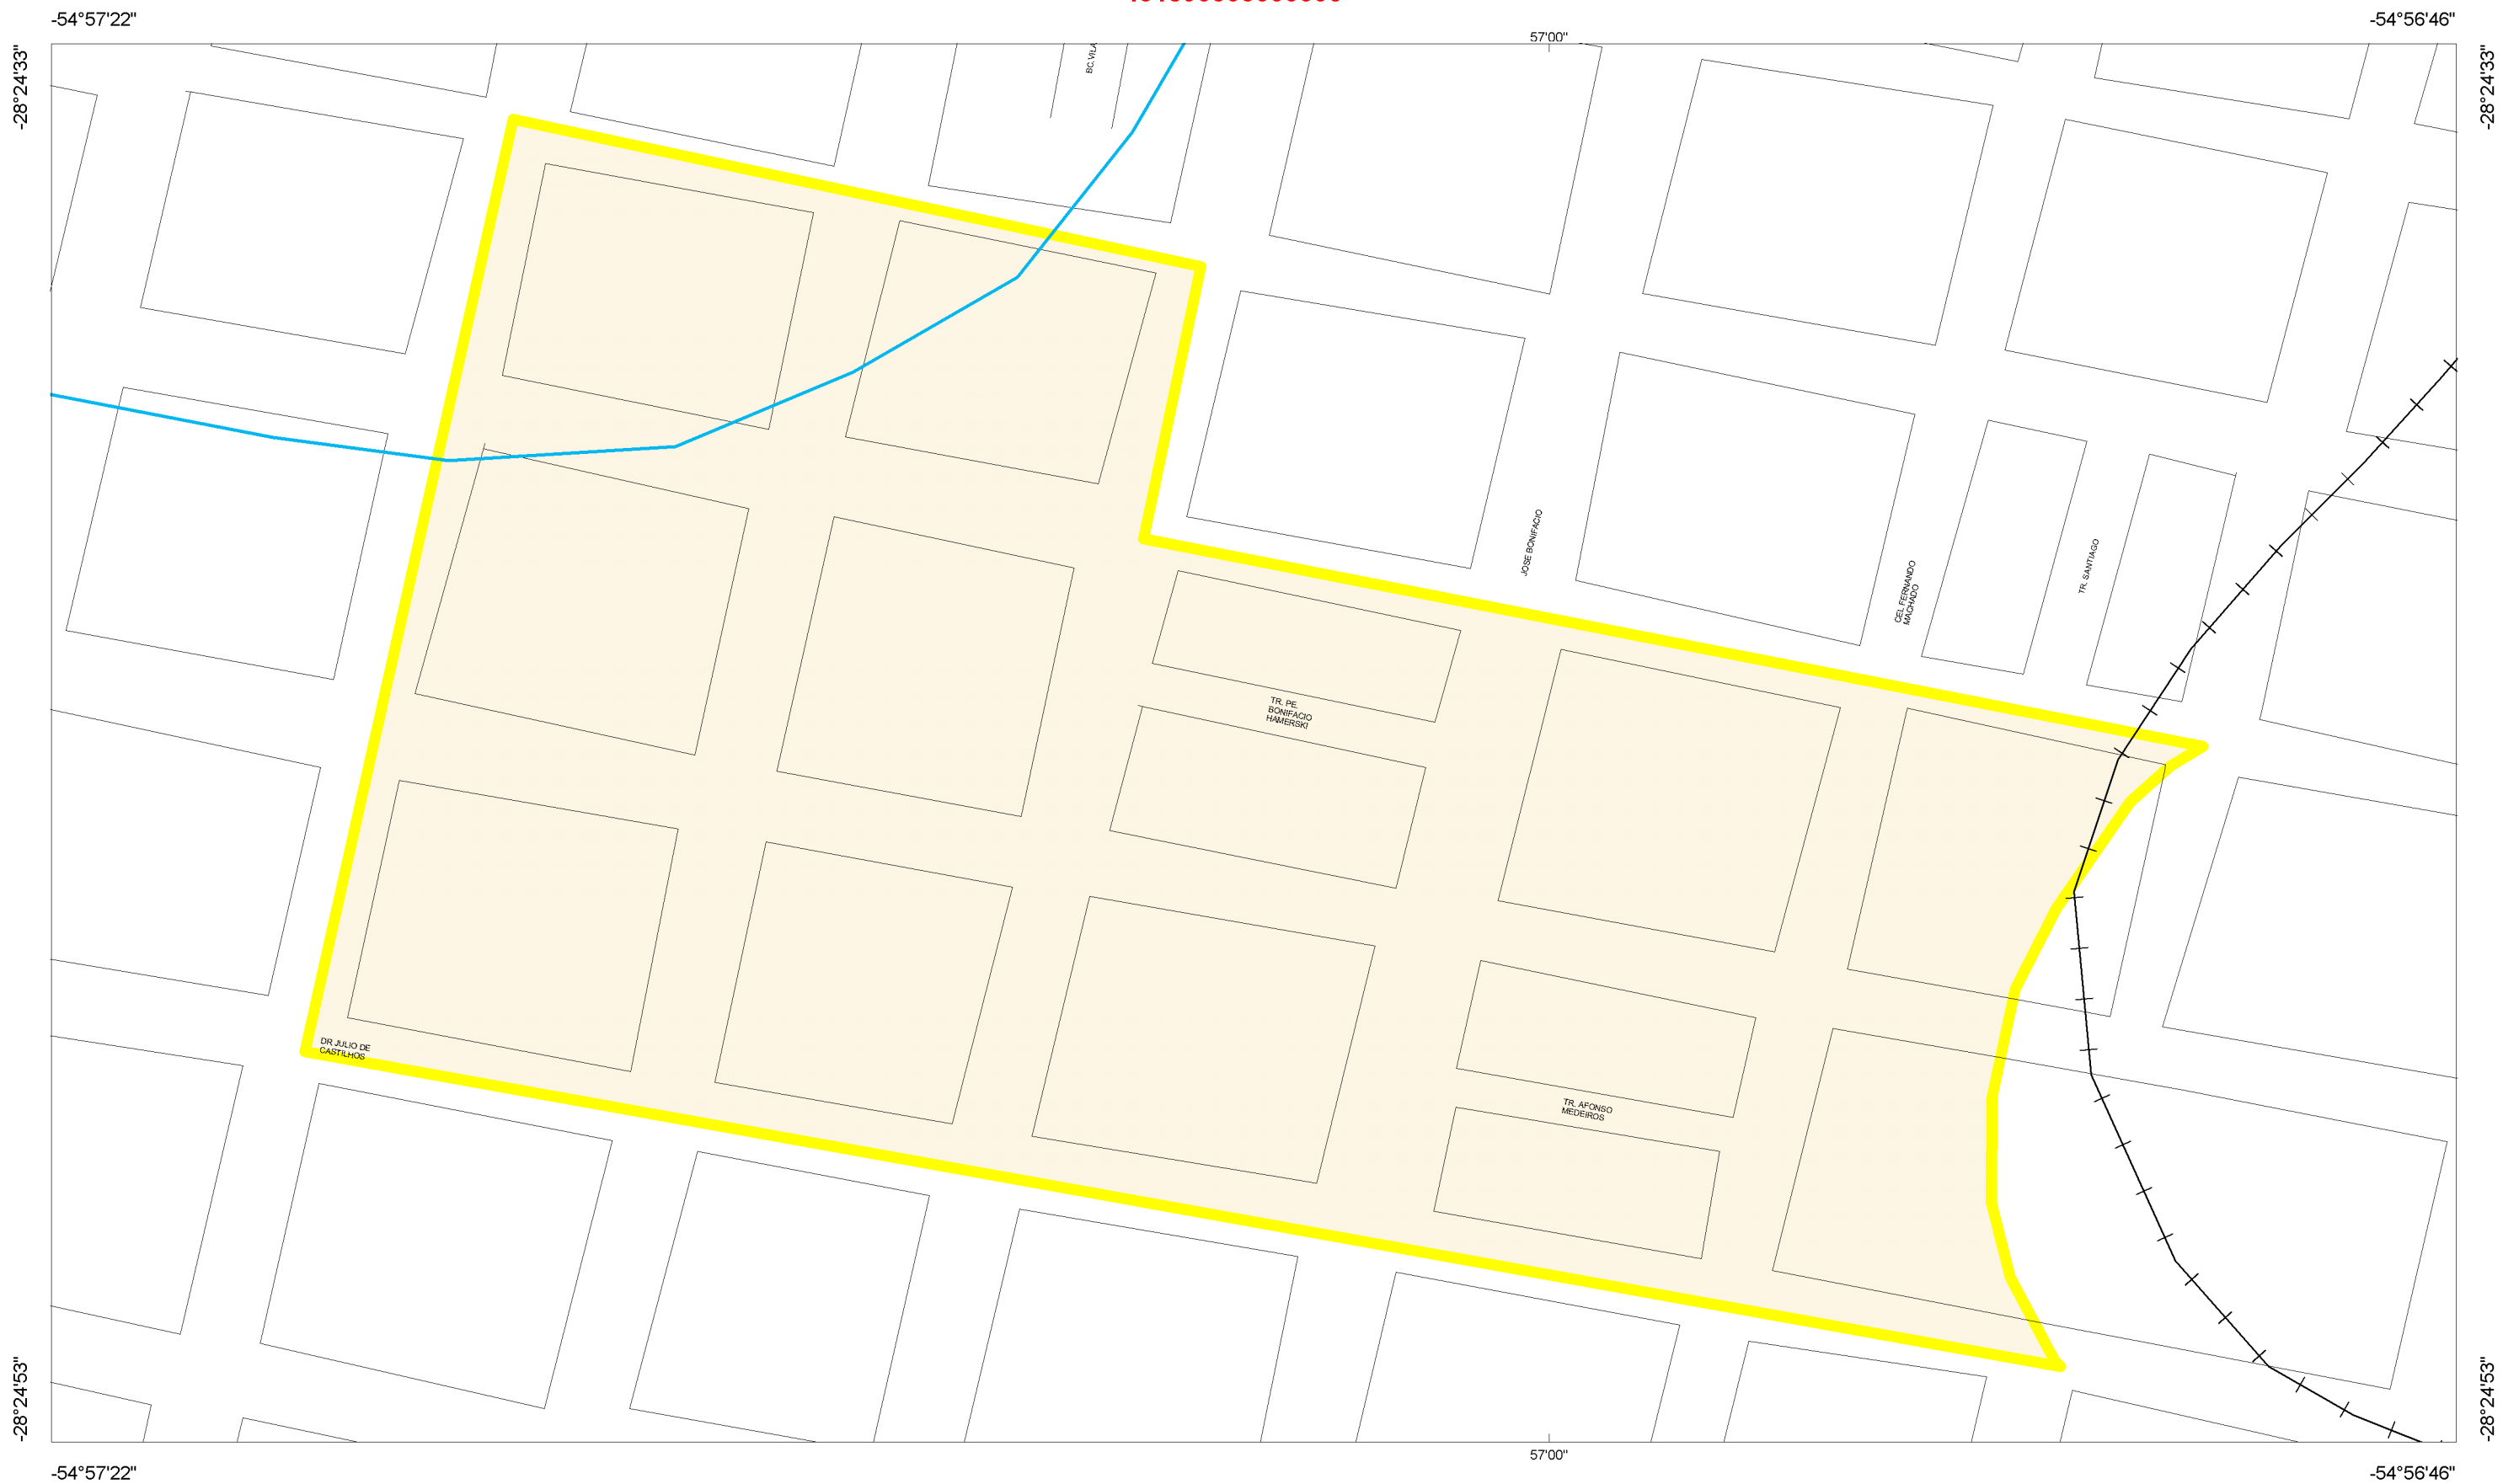 -54°57'22"
-54°56'46"
-28°24'33"
57'00"
-28°24'33"
BC.VILA
JOSE BONIFACIO
CEL FERNANDO
MACHADO
TR. SANTIAGO
TR. PE.
BONIFACIO
HAMERSKI
DR JULIO DE
CASTILHOS
TR. AFONSO
MEDEIROS
-28°24'53"
57'00"
-28°24'53"
-54°57'22"
-54°56'46"